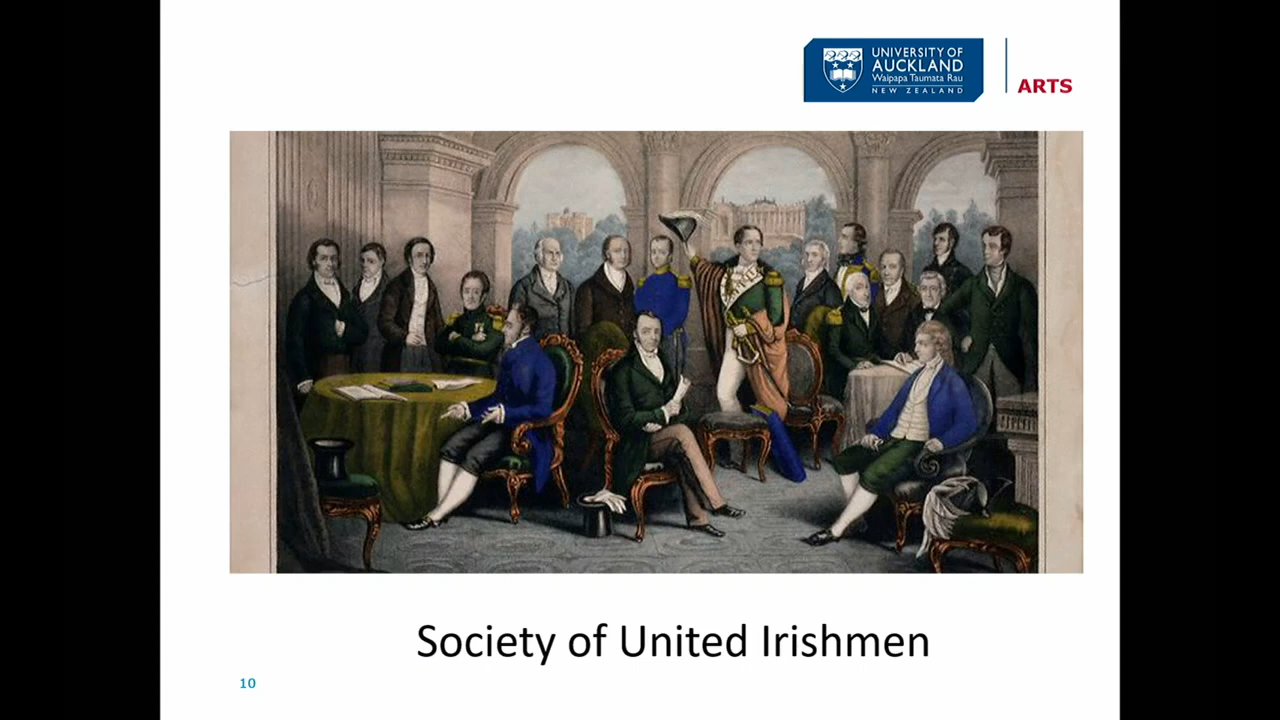 UNIVERSITY OF
AUCKLAND
Waipapa Taumata Rau
NEW ZEALAND
ARTS
Society of United Irishmen
10